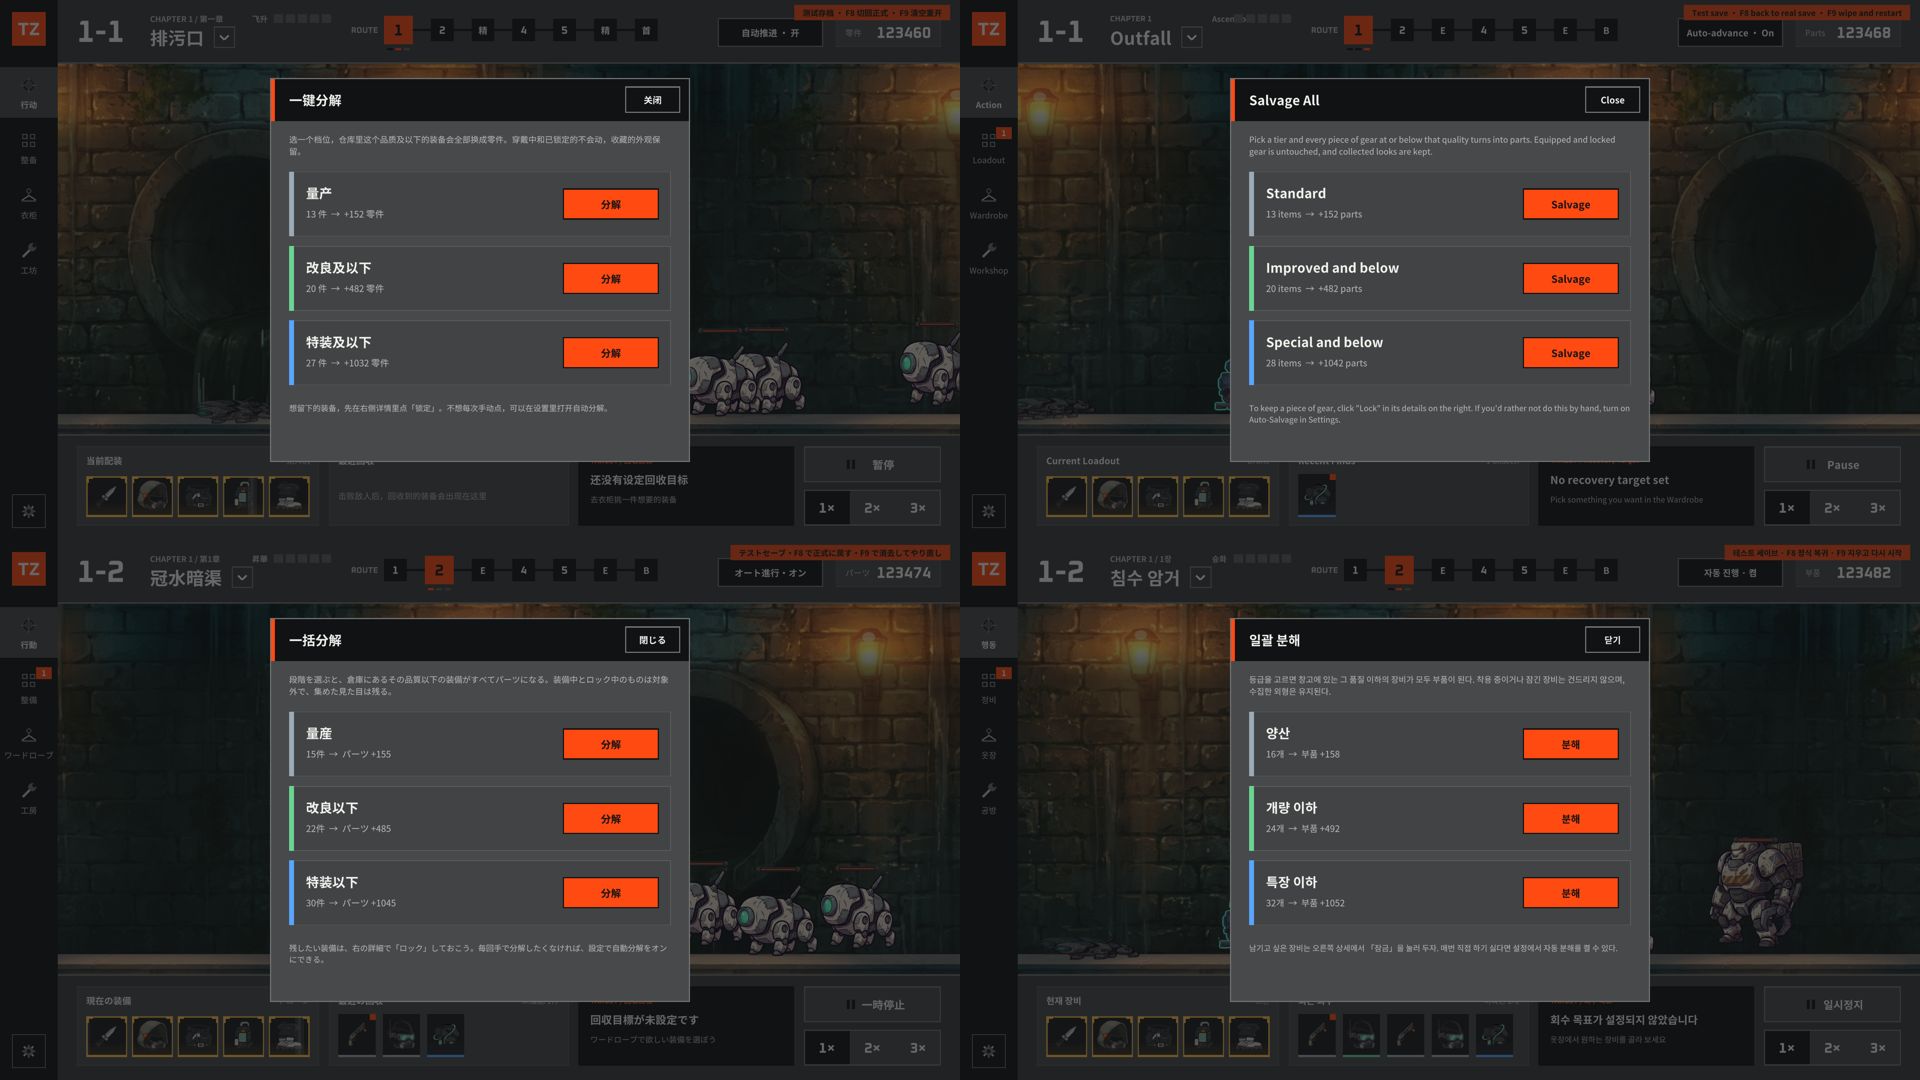 TZ
1-1
CHAPTER 1 / 第一章
排污口
飞升
ROUTE
1
2
精
4
5
精
首
测试存档 • F8 切回正式 • F9 清空重开
自动推进 • 开
零件
123460
行动
整备
衣柜
工坊
一键分解
关闭
选一个档位，仓库里这个品质及以下的装备会全部换成零件。穿戴中和已锁定的不会动，收藏的外观保
留。
量产
13 件 → +152 零件
分解
改良及以下
20 件 → +482 零件
分解
特装及以下
27 件 → +1032 零件
分解
想留下的装备，先在右侧详情里点「锁定」。不想每次手动点，可以在设置里打开自动分解。
当前配装
击败敌人后，回收到的装备会出现在这里
还没有设定回收目标
去衣柜挑一件想要的装备
暂停
1×
2×
3×
TZ
1-1
CHAPTER 1
Outfall
ROUTE
1
2
E
4
5
E
B
Test save • F8 back to real save • F9 wipe and restart
Auto-advance • On
Parts
123468
Action
1
Loadout
Wardrobe
Workshop
Salvage All
Close
Pick a tier and every piece of gear at or below that quality turns into parts. Equipped and locked
gear is untouched, and collected looks are kept.
Standard
13 items → +152 parts
Salvage
Improved and below
20 items → +482 parts
Salvage
Special and below
28 items → +1042 parts
Salvage
To keep a piece of gear, click "Lock" in its details on the right. If you'd rather not do this by hand, turn on
Auto-Salvage in Settings.
Current Loadout
Recent Finds
No recovery target set
Pick something you want in the Wardrobe
Pause
1×
2×
3×
TZ
1-2
CHAPTER 1 / 第1章
冠水暗渠
昇華
ROUTE
1
2
E
4
5
E
B
テストセーブ • F8 で正式に戻す • F9 で消去してやり直し
オート進行 • オン
パーツ
123474
行動
1
整備
ワードローブ
工房
一括分解
閉じる
段階を選ぶと、倉庫にあるその品質以下の装備がすべてパーツになる。装備中とロック中のものは対象
外で、集めた見た目は残る。
量産
15件 → パーツ +155
分解
改良以下
22件 → パーツ +485
分解
特装以下
30件 → パーツ +1045
分解
残したい装備は、右の詳細で「ロック」しておこう。毎回手で分解したくなければ、設定で自動分解をオン
にできる。
現在の装備
回収目標が未設定です
ワードローブで欲しい装備を選ぼう
一時停止
1×
2×
3×
TZ
1-2
CHAPTER 1 / 1장
침수 암거
승화
ROUTE
1
2
E
4
5
E
B
테스트 세이브 • F8 정식 복귀 • F9 지우고 다시 시작
자동 진행 • 켬
부품
123482
행동
1
정비
옷장
공방
일괄 분해
닫기
등급을 고르면 창고에 있는 그 품질 이하의 장비가 모두 부품이 된다. 착용 중이거나 잠긴 장비는 건드리지 않으며,
수집한 외형은 유지된다.
양산
16개 → 부품 +158
분해
개량 이하
24개 → 부품 +492
분해
특장 이하
32개 → 부품 +1052
분해
남기고 싶은 장비는 오른쪽 상세에서 「잠금」을 눌러 두자. 매번 직접 하기 싫다면 설정에서 자동 분해를 켤 수 있다.
현재 장비
회수 목표가 설정되지 않았습니다
옷장에서 원하는 장비를 골라 보세요
일시정지
1×
2×
3×